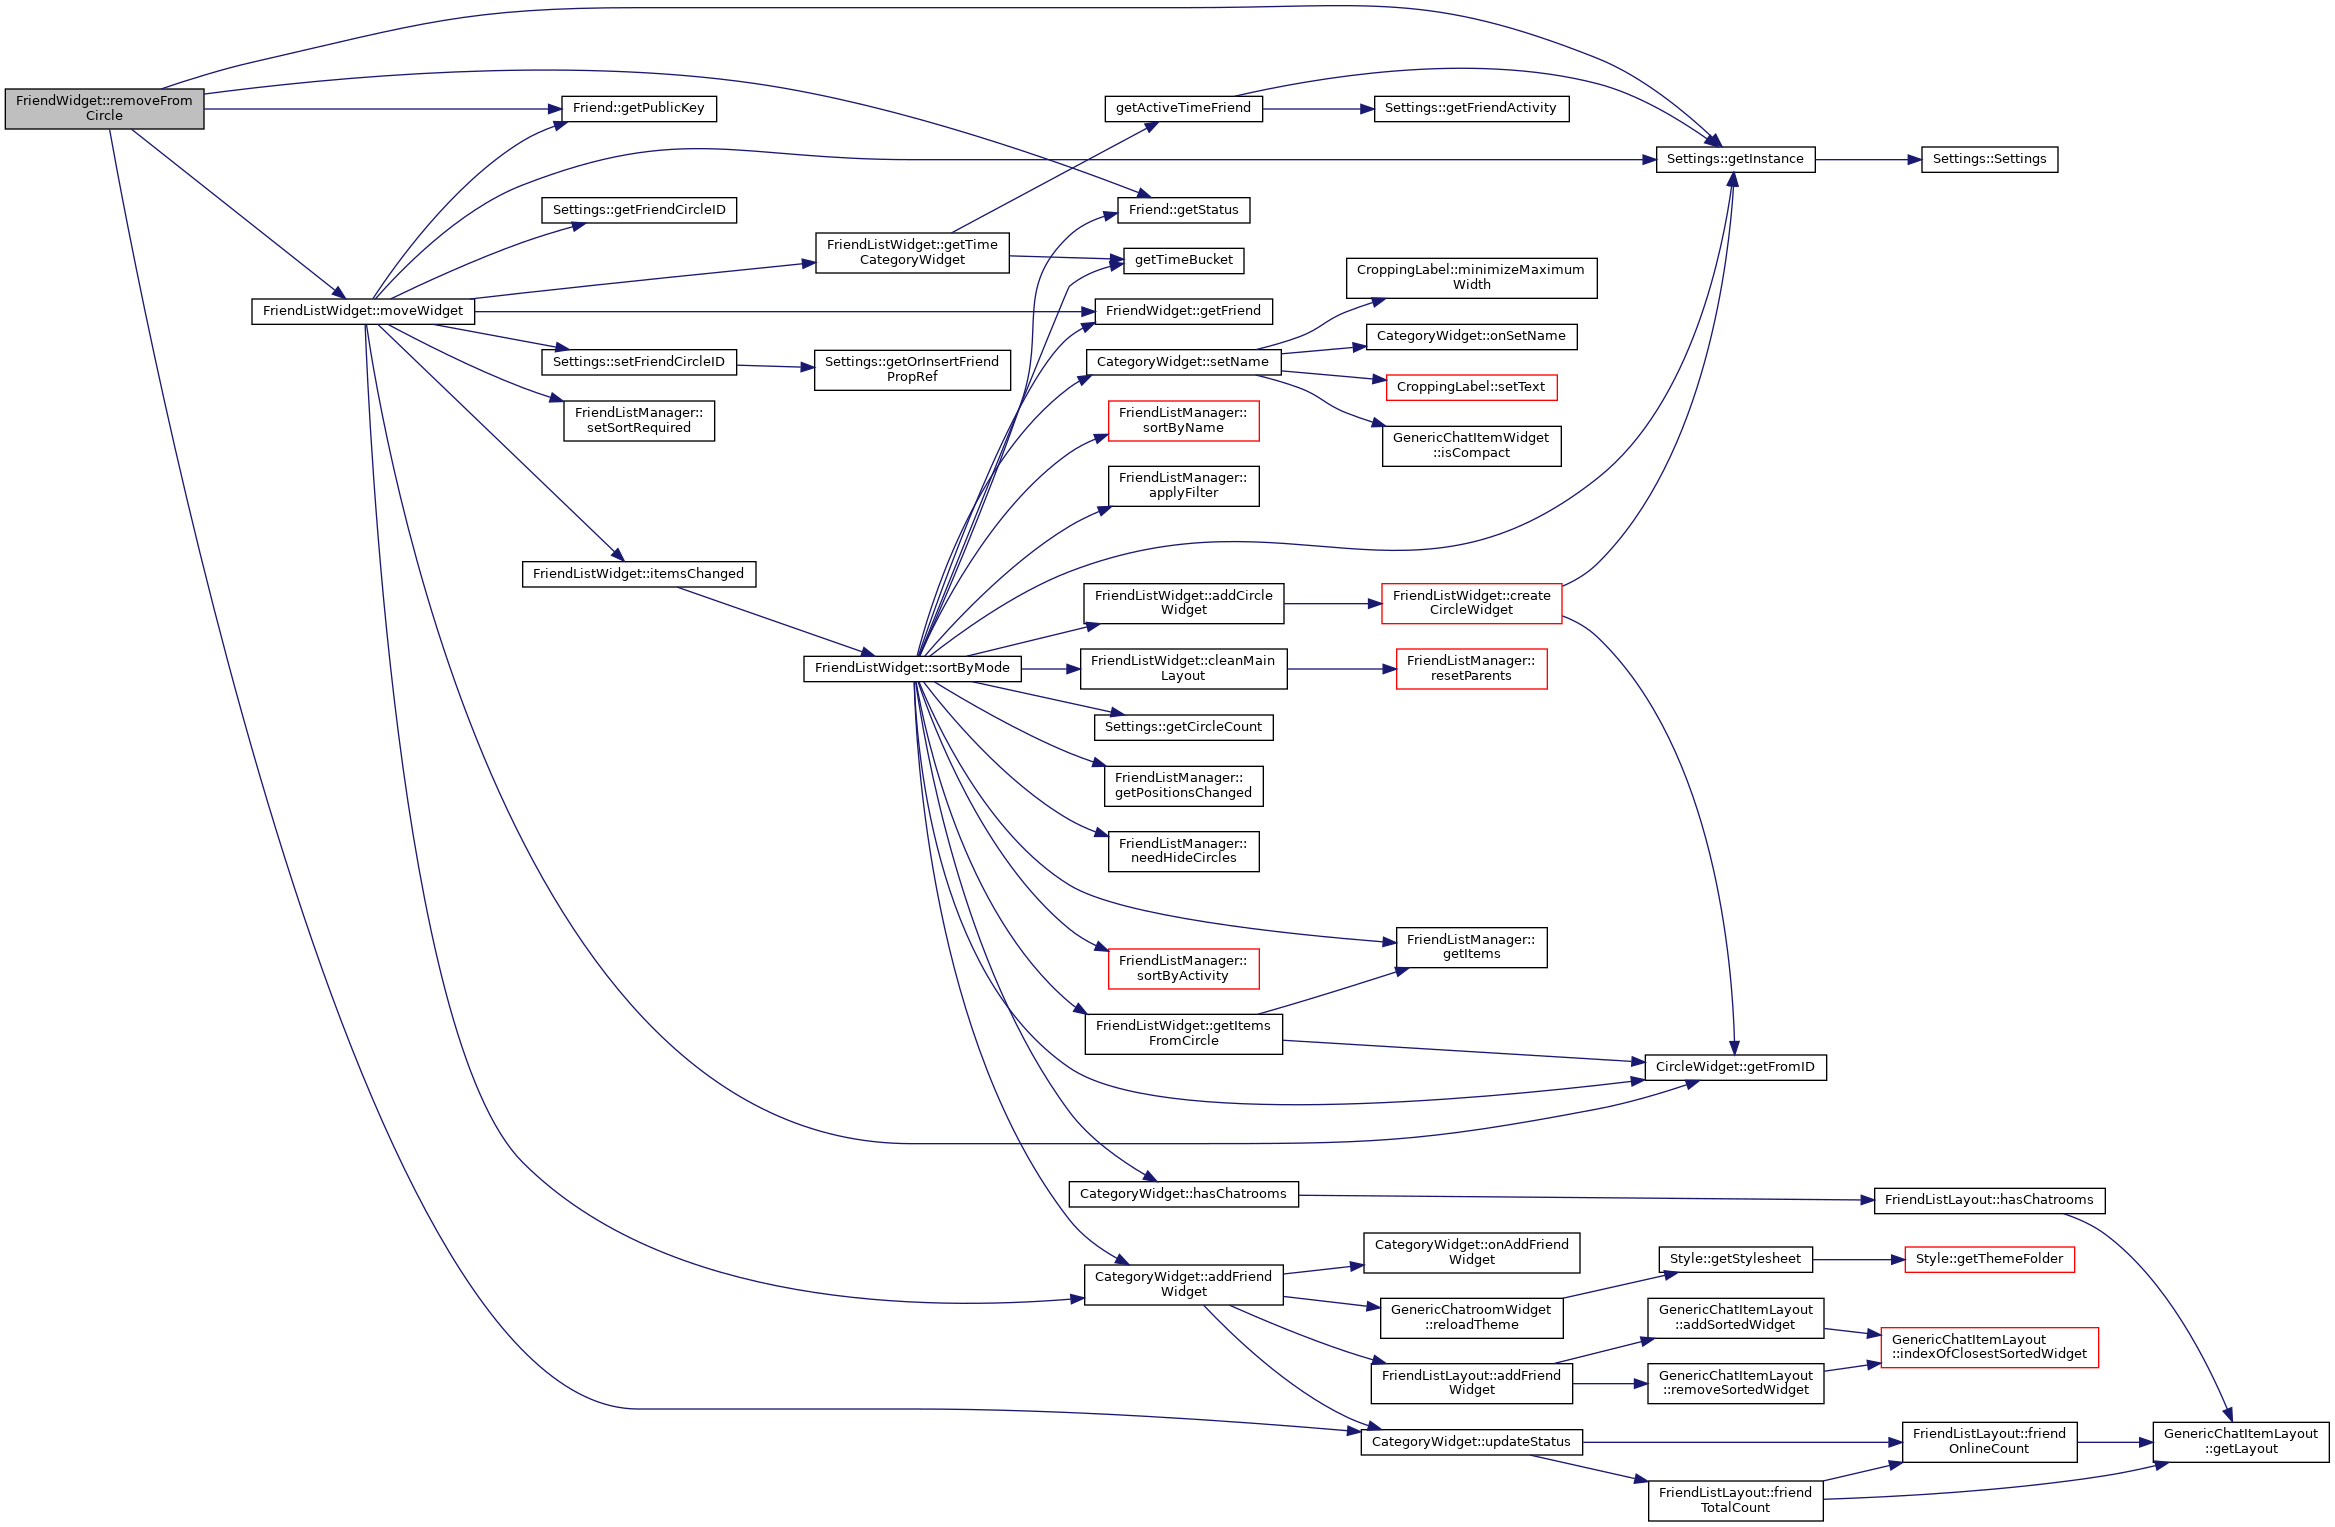 FriendWidget::removeFrom
Circle
Friend::getPublicKey
getActiveTimeFriend
Settings::getFriendActivity
Settings::getInstance
Settings::Settings
Settings::getFriendCircleID
Friend::getStatus
FriendListWidget::getTime
CategoryWidget
getTimeBucket
FriendListWidget::moveWidget
FriendWidget::getFriend
CroppingLabel::minimizeMaximum
Width
Settings::setFriendCircleID
Settings::getOrInsertFriend
PropRef
CategoryWidget::setName
CategoryWidget::onSetName
CroppingLabel::setText
FriendListManager::
setSortRequired
FriendListManager::
sortByName
GenericChatItemWidget
::isCompact
FriendListManager::
applyFilter
FriendListWidget::itemsChanged
FriendListWidget::addCircle
Widget
FriendListWidget::create
CircleWidget
FriendListWidget::sortByMode
FriendListWidget::cleanMain
Layout
FriendListManager::
resetParents
Settings::getCircleCount
FriendListManager::
getPositionsChanged
FriendListManager::
needHideCircles
FriendListManager::
getItems
FriendListManager::
sortByActivity
FriendListWidget::getItems
FromCircle
CircleWidget::getFromID
CategoryWidget::hasChatrooms
FriendListLayout::hasChatrooms
CategoryWidget::onAddFriend
Widget
Style::getStylesheet
Style::getThemeFolder
CategoryWidget::addFriend
Widget
GenericChatroomWidget
::reloadTheme
GenericChatItemLayout
::addSortedWidget
GenericChatItemLayout
::indexOfClosestSortedWidget
FriendListLayout::addFriend
Widget
GenericChatItemLayout
::removeSortedWidget
CategoryWidget::updateStatus
FriendListLayout::friend
OnlineCount
GenericChatItemLayout
::getLayout
FriendListLayout::friend
TotalCount